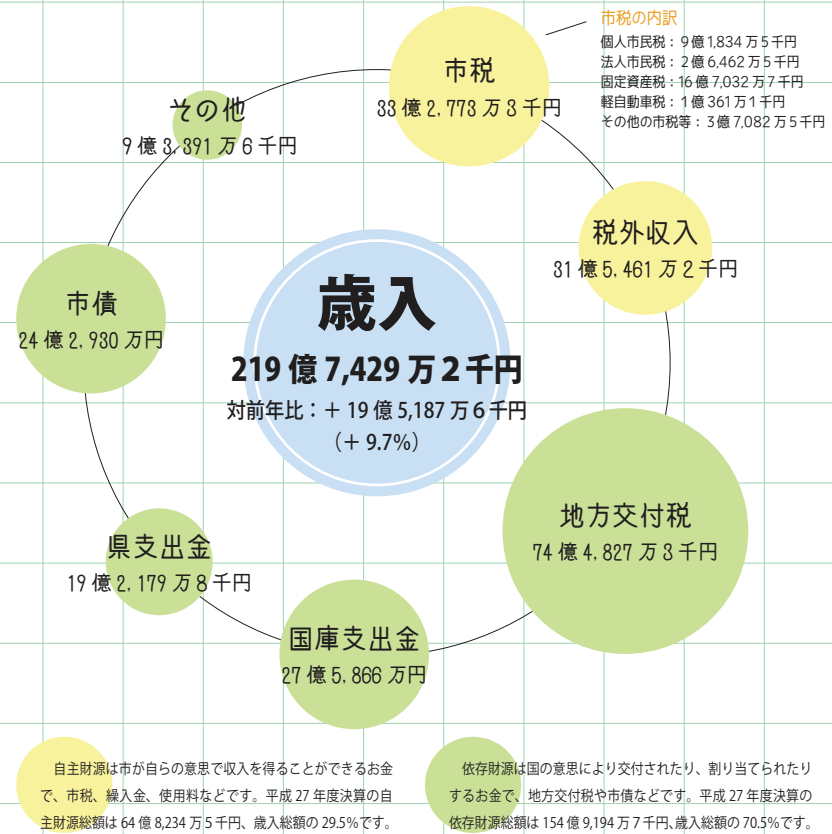 市税の内訳
個人市民税：9億1,834万5千円
法人市民税：2億6,462万5千円
固定資産税：16億7,032万7千円
軽自動車税：1億361万1千円
その他の市税等：3億7,082万5千円
市税
33億2,773万3千円
その他
9億3,391万6千円
税外収入
31億5,461万2千円
市債
24億2,930万円
歳入
219億7,429万2千円
対前年比：＋19億5,187万6千円
（＋9.7%）
地方交付税
74億4,827万3千円
県支出金
19億2,179万8千円
国庫支出金
27億5,866万円
自主財源は市が自らの意思で収入を得ることができるお金
で、市税、繰入金、使用料などです。平成27年度決算の自
主財源総額は64億8,234万5千円、歳入総額の29.5%です。
依存財源は国の意思により交付されたり、割り当てられたり
するお金で、地方交付税や市債などです。平成27年度決算の
依存財源総額は154億9,194万7千円、歳入総額の70.5%です。